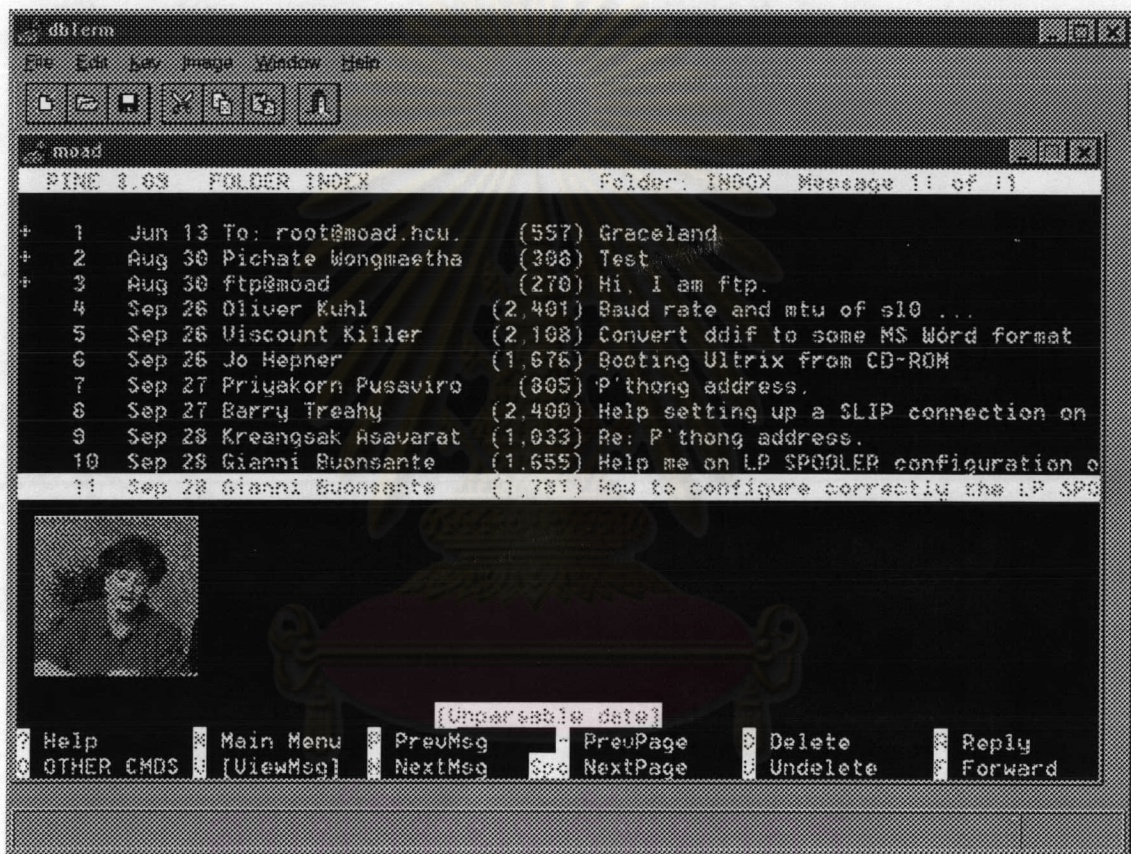 dbterm
File Edit Key Image Window Help
moad
PINE 3.89 FOLDER INDEX Folder: INBOX Message 11 of 11
+ 1 Jun 13 To: root@moad.hcu. (557) Graceland
+ 2 Aug 30 Pichate Wongmaetha (308) Test
+ 3 Aug 30 ftp@moad (270) Hi, I am ftp.
4 Sep 26 Oliver Kuhl (2,401) Baud rate and mtu of sl0 ...
5 Sep 26 Viscount Killer (2,108) Convert ddif to some MS Word format
6 Sep 26 Jo Hepner (1,676) Booting Ultrix from CD-ROM
7 Sep 27 Priyakorn Pusaviro (805) P'thong address.
8 Sep 27 Barry Treahy (2,400) Help setting up a SLIP connection on
9 Sep 28 Kreangsak Asavarat (1,033) Re: P'thong address.
10 Sep 28 Gianni Buonsante (1,655) Help me on LP SPOOLER configuration o
11 Sep 28 Gianni Buonsante (1,701) How to configure correctly the LP SPO
[Unparsable date]
? Help M Main Menu P PrevMsg - PrevPage D Delete R Reply
O OTHER CMDS V [ViewMsg] N NextMsg Spc NextPage U Undelete F Forward